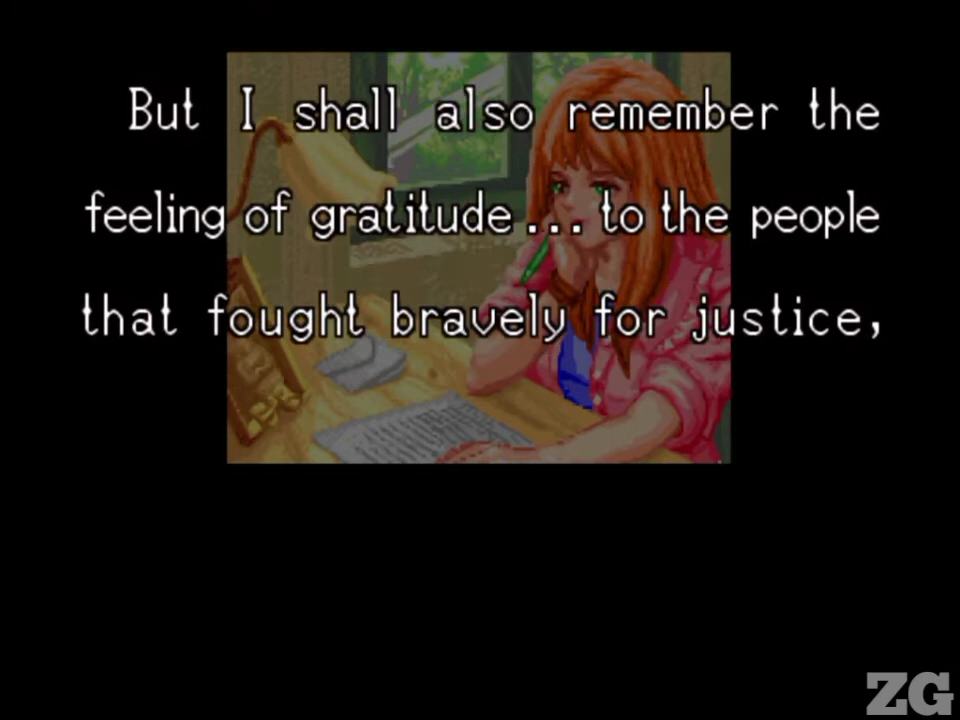 But I shall also remember the
feeling of gratitude... to the people
that fought bravely for justice,
ZG